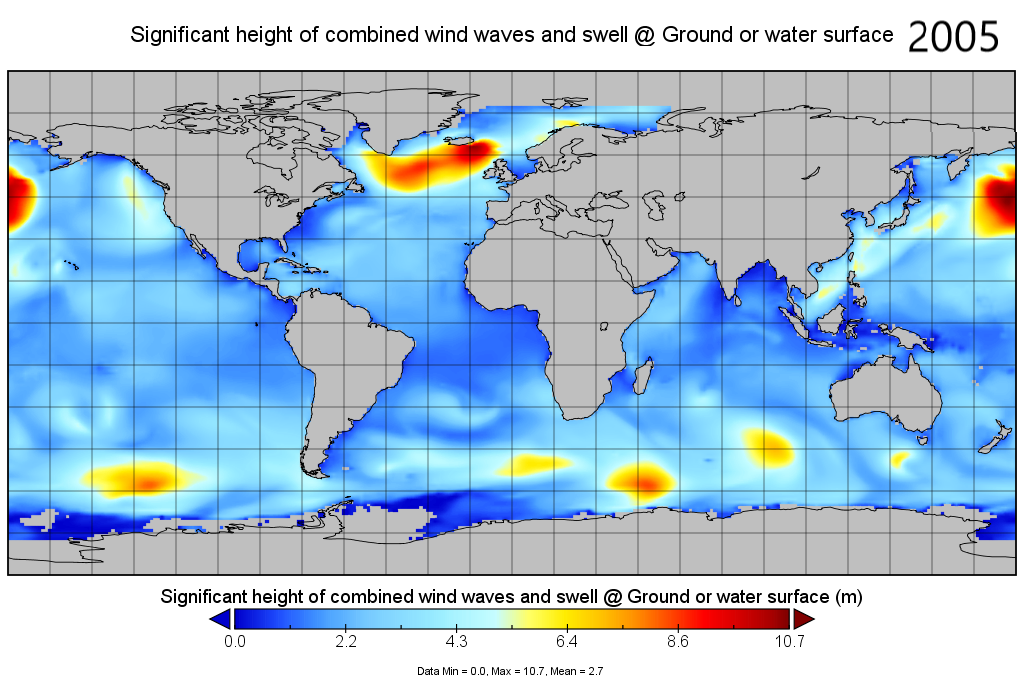 Significant height of combined wind waves and swell @ Ground or water surface 2005
Significant height of combined wind waves and swell @ Ground or water surface (m)
0.0 2.2 4.3 6.4 8.6 10.7
Data Min = 0.0, Max = 10.7, Mean = 2.7